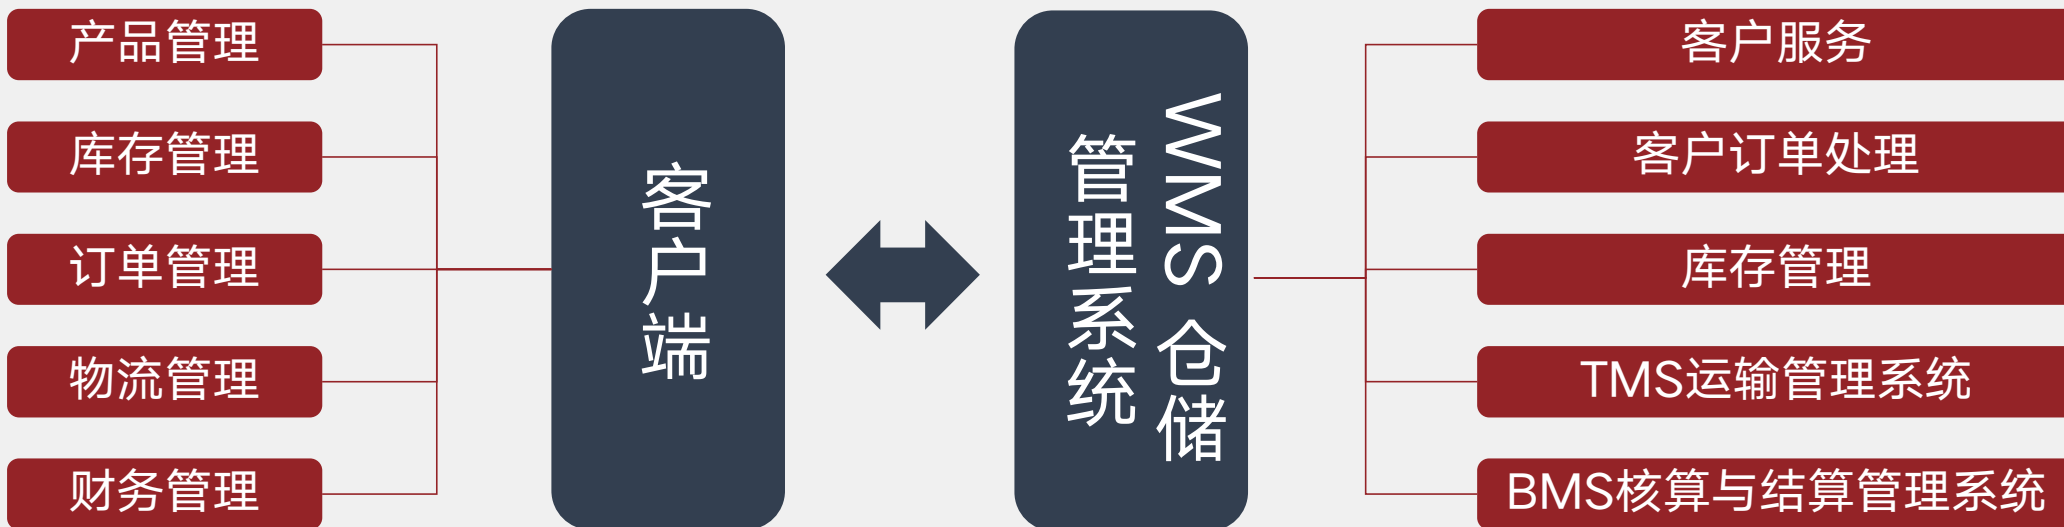 产品管理
库存管理
订单管理
物流管理
财务管理
客户端
WMS 仓储
管理系统
客户服务
客户订单处理
库存管理
TMS运输管理系统
BMS核算与结算管理系统